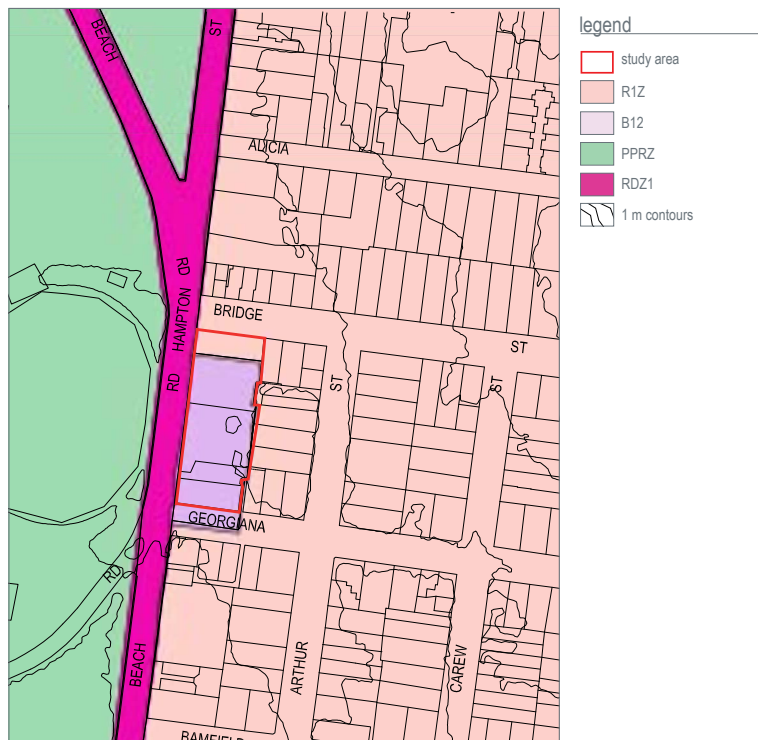 BEACH
ST
ALICIA
RD
HAMPTON
BRIDGE
ST
RD
ST
ST
GEORGIANA
RD
BEACH
ARTHUR
CAREW
BAMFIELD
legend
study area
R1Z
B12
PPRZ
RDZ1
1 m contours